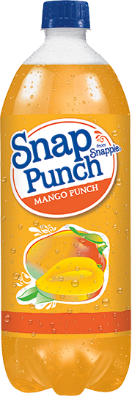 Snap
from Snapple
Punch
MANGO PUNCH